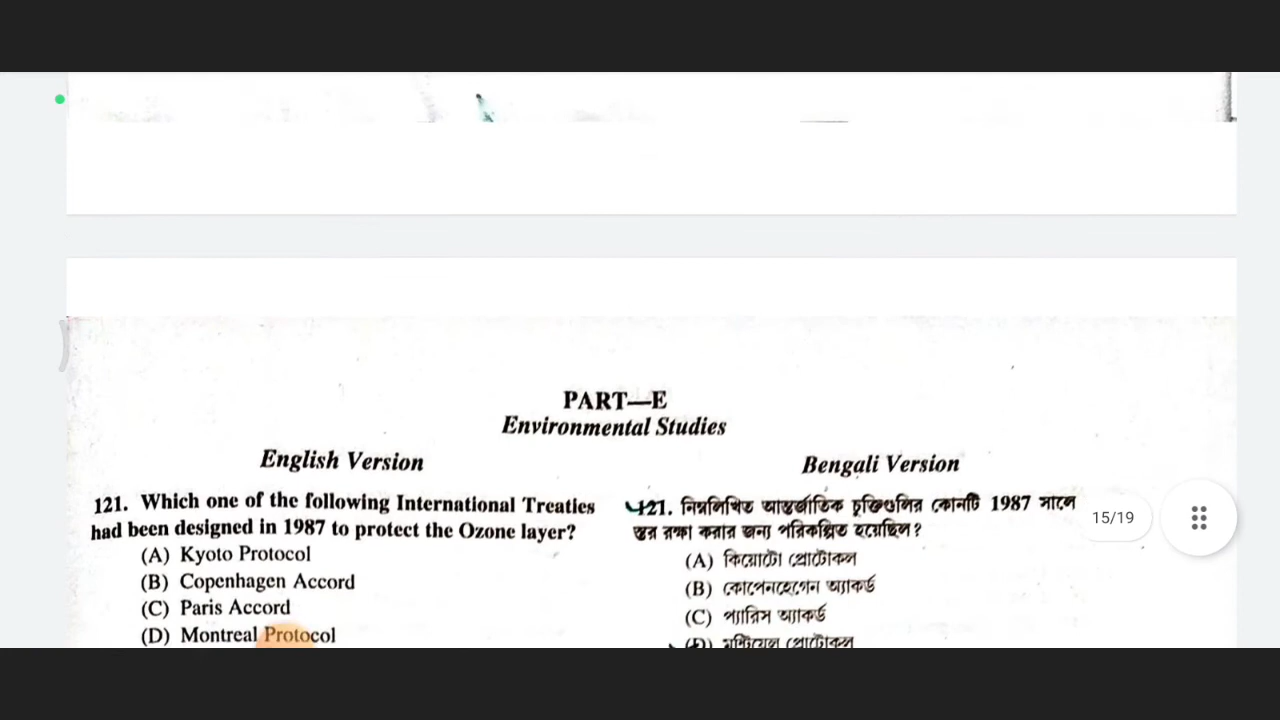 PART—E
Environmental Studies
English Version
Bengali Version
121. Which one of the following International Treaties
had been designed in 1987 to protect the Ozone layer?
(A) Kyoto Protocol
(B) Copenhagen Accord
(C) Paris Accord
(D) Montreal Protocol
121. নিম্নলিখিত আন্তর্জাতিক চুক্তিগুলির কোনটি 1987 সালে
স্তর রক্ষা করার জন্য পরিকল্পিত হয়েছিল?
(A) কিয়োটো প্রোটোকল
(B) কোপেনহেগেন অ্যাকর্ড
(C) প্যারিস অ্যাকর্ড
(D) মন্ট্রিয়েল প্রোটোকল
15/19